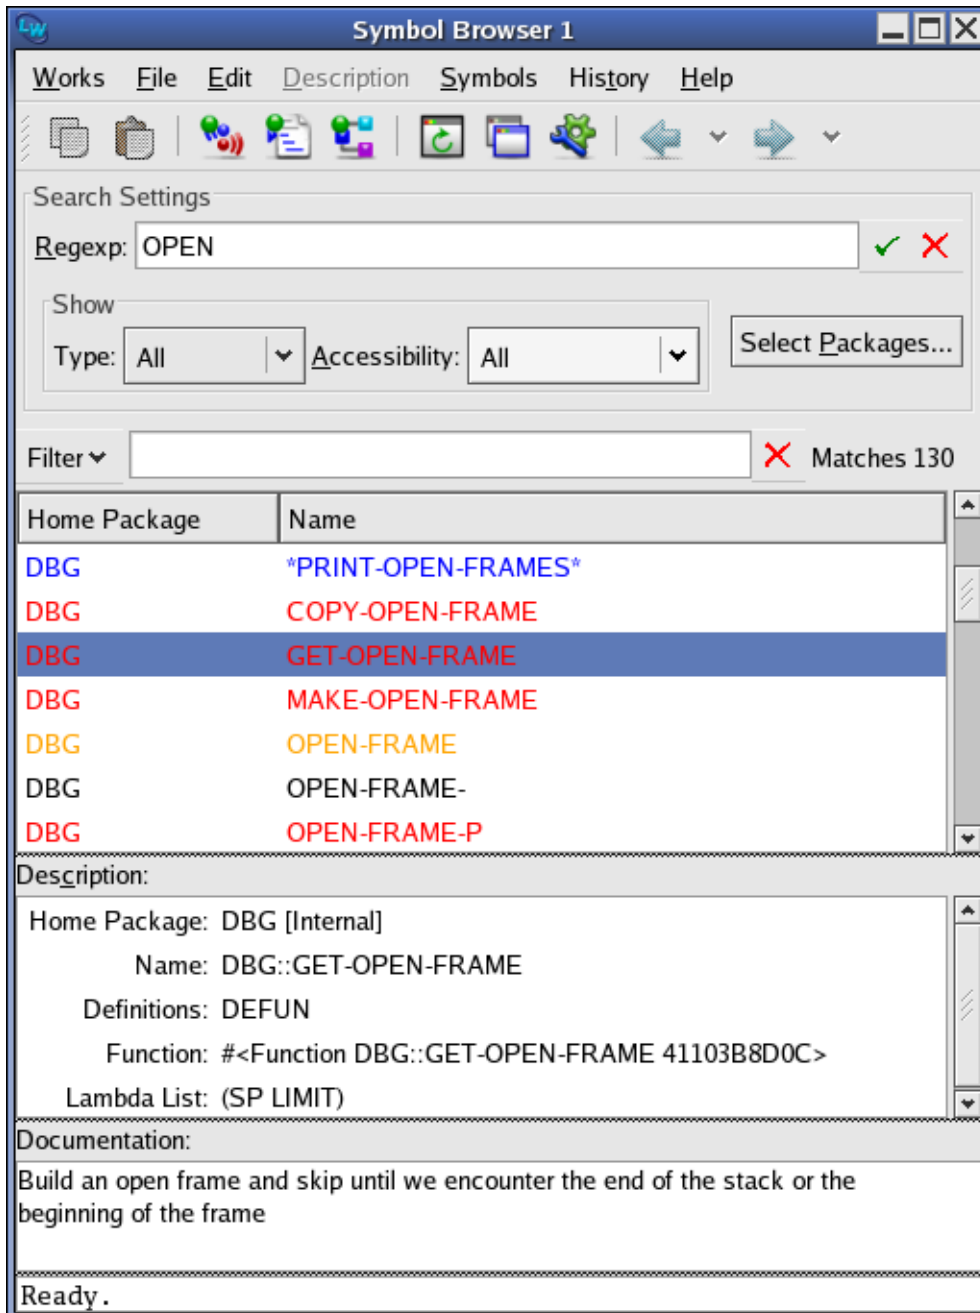 LW Symbol Browser 1
Works File Edit Description Symbols History Help
Search Settings
Regexp: OPEN
Show
Type: All Accessibility: All Select Packages...
Filter Matches 130
Home Package Name
DBG *PRINT-OPEN-FRAMES*
DBG COPY-OPEN-FRAME
DBG GET-OPEN-FRAME
DBG MAKE-OPEN-FRAME
DBG OPEN-FRAME
DBG OPEN-FRAME-
DBG OPEN-FRAME-P
Description:
Home Package: DBG [Internal]
Name: DBG::GET-OPEN-FRAME
Definitions: DEFUN
Function: #<Function DBG::GET-OPEN-FRAME 41103B8D0C>
Lambda List: (SP LIMIT)
Documentation:
Build an open frame and skip until we encounter the end of the stack or the
beginning of the frame
Ready.